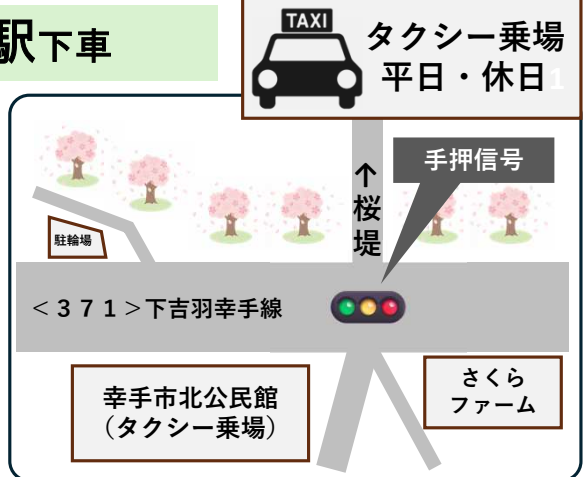 駅下車
TAXI
タクシー乗場
平日・休日1
手押信号
↑桜堤
駐輪場
<371>下吉羽幸手線
さくら
ファーム
幸手市北公民館
(タクシー乗場)